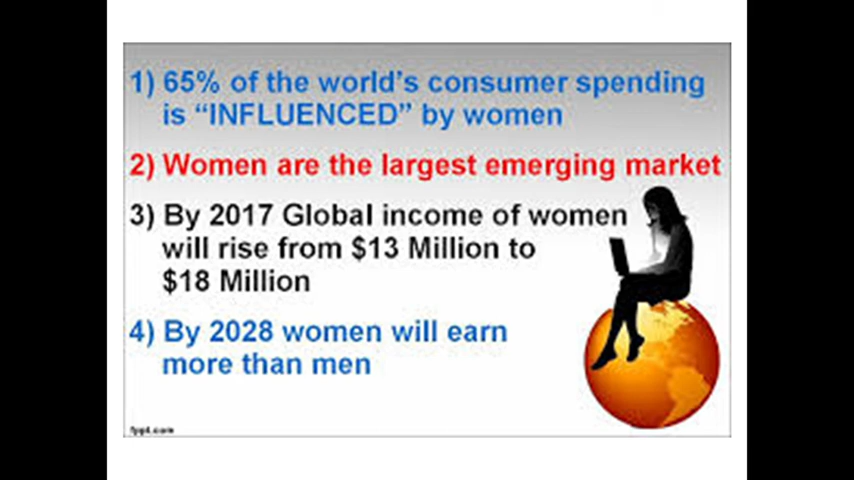 1) 65% of the world's consumer spending
is “INFLUENCED” by women
2) Women are the largest emerging market
3) By 2017 Global income of women
will rise from $13 Million to
$18 Million
4) By 2028 women will earn
more than men
fppt.com